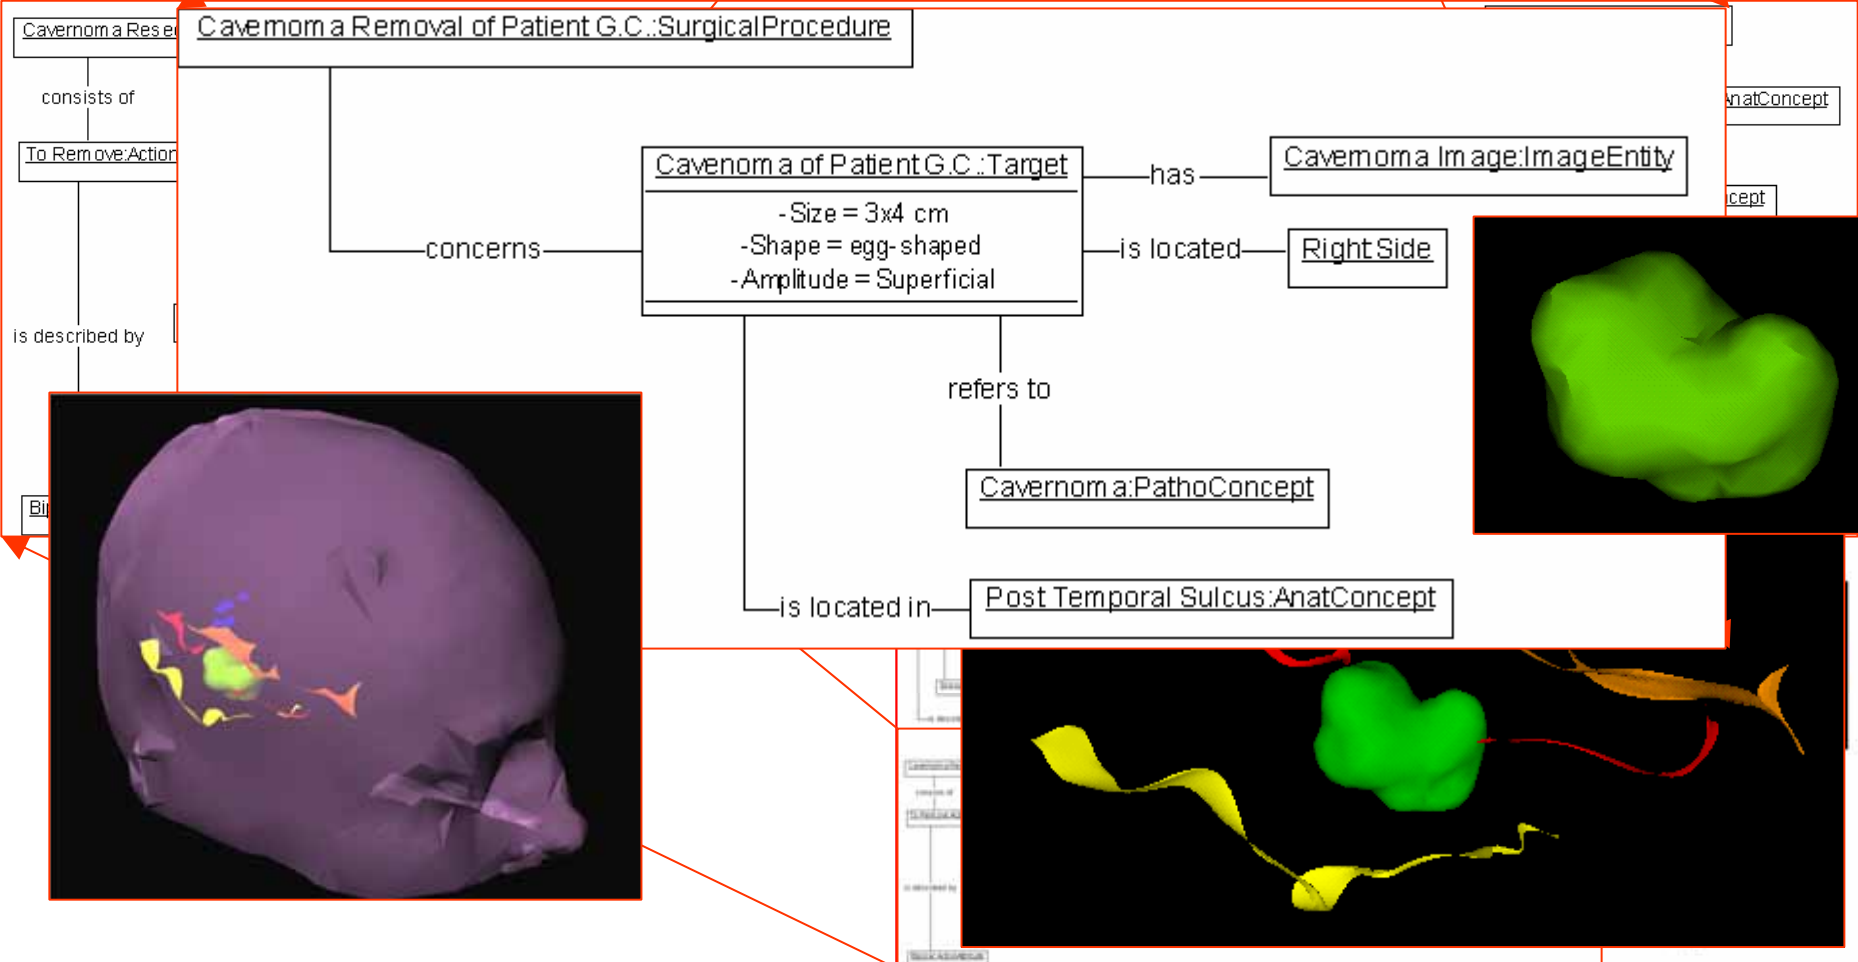 Cavernoma Removal of Patient G.C.:SurgicalProcedure
Cavernoma Rese
consists of
AnatConcept
To Remove:Action
Cavenoma of Patient G.C.:Target
has
Cavernoma Image:ImageEntity
cept
-Size = 3x4 cm
-Shape = egg-shaped
-Amplitude = Superficial
concerns
is located
Right Side
is described by
refers to
Cavernoma:PathoConcept
Bip
is located in
Post Temporal Sulcus:AnatConcept